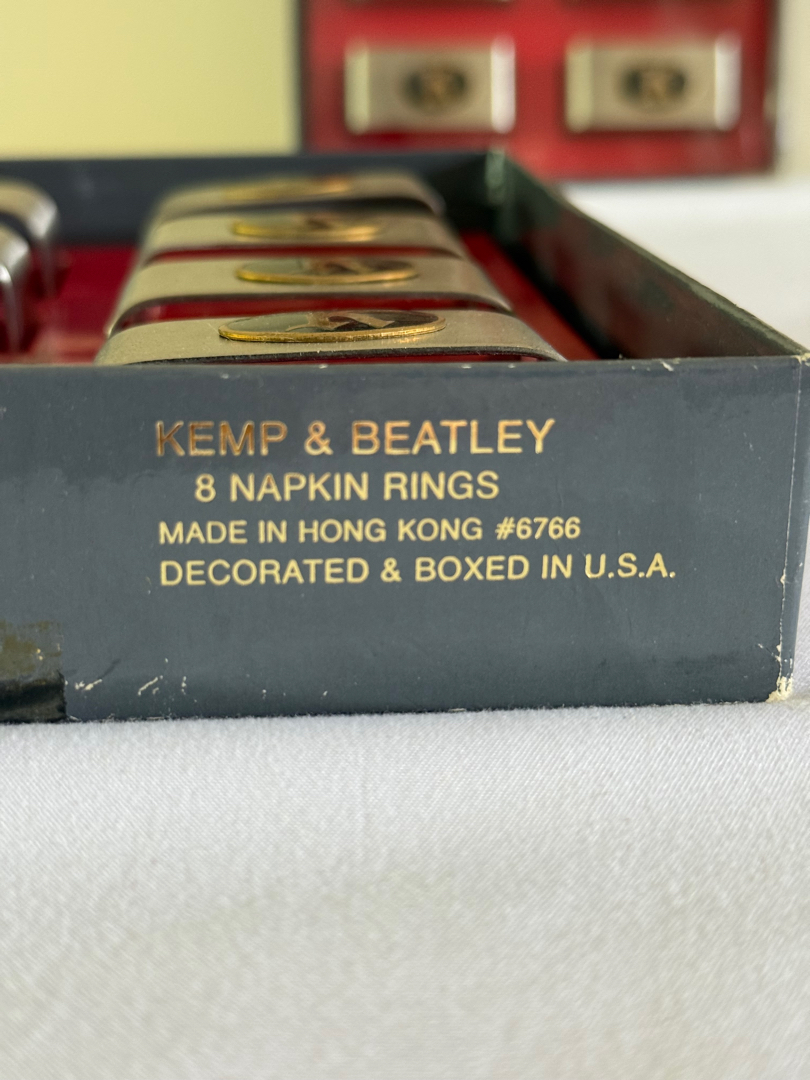 KEMP & BEATLEY
8 NAPKIN RINGS
MADE IN HONG KONG #6766
DECORATED & BOXED IN U.S.A.